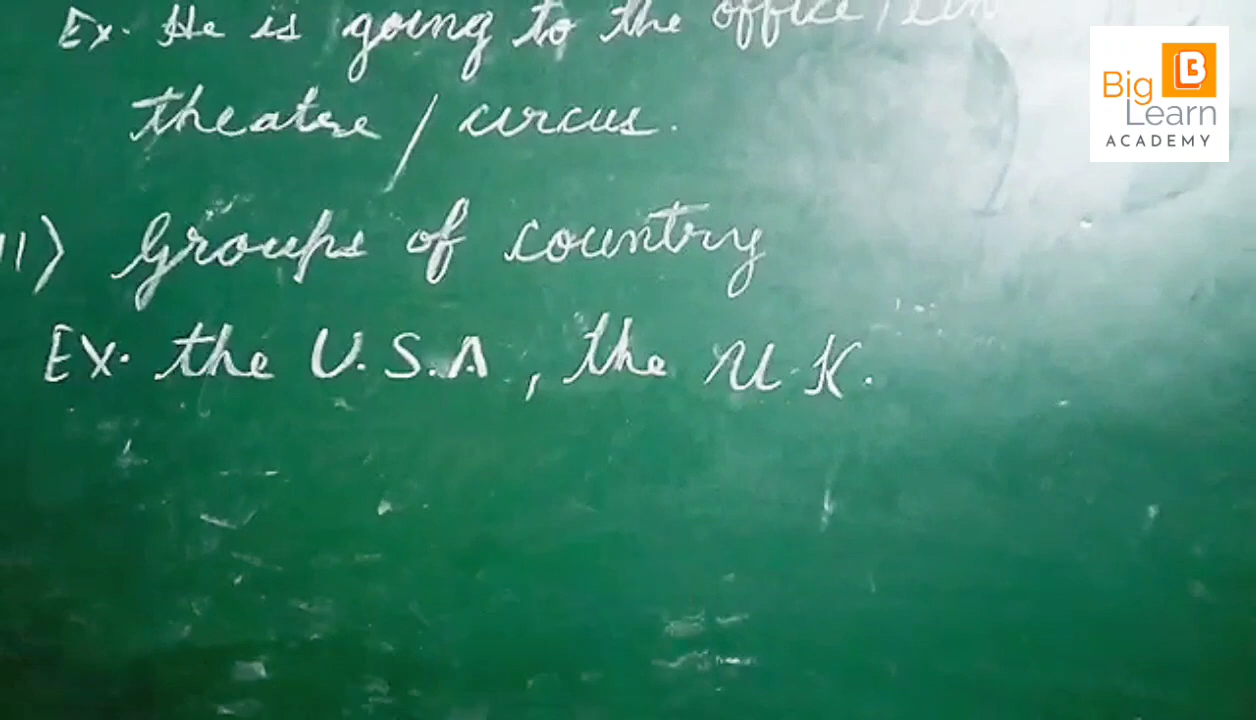 Ex. He is going to the office /
theatre / circus.
11) Groups of country
Ex. the U.S.A , the U.K.
Big
Learn
ACADEMY